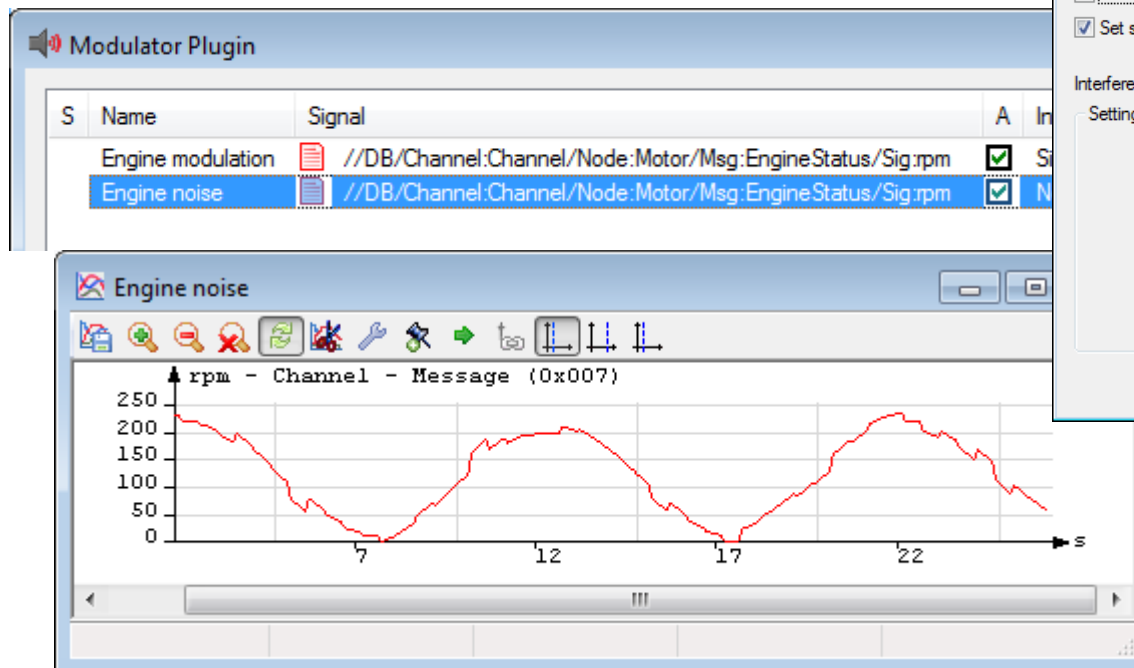 Modulator Plugin
S Name Signal A In
Engine modulation //DB/Channel:Channel/Node:Motor/Msg:EngineStatus/Sig:rpm Si
Engine noise //DB/Channel:Channel/Node:Motor/Msg:EngineStatus/Sig:rpm N
Set s
Interfere
Setting
Engine noise
rpm - Channel - Message (0x007)
250
200
150
100
50
0
7 12 17 22 s